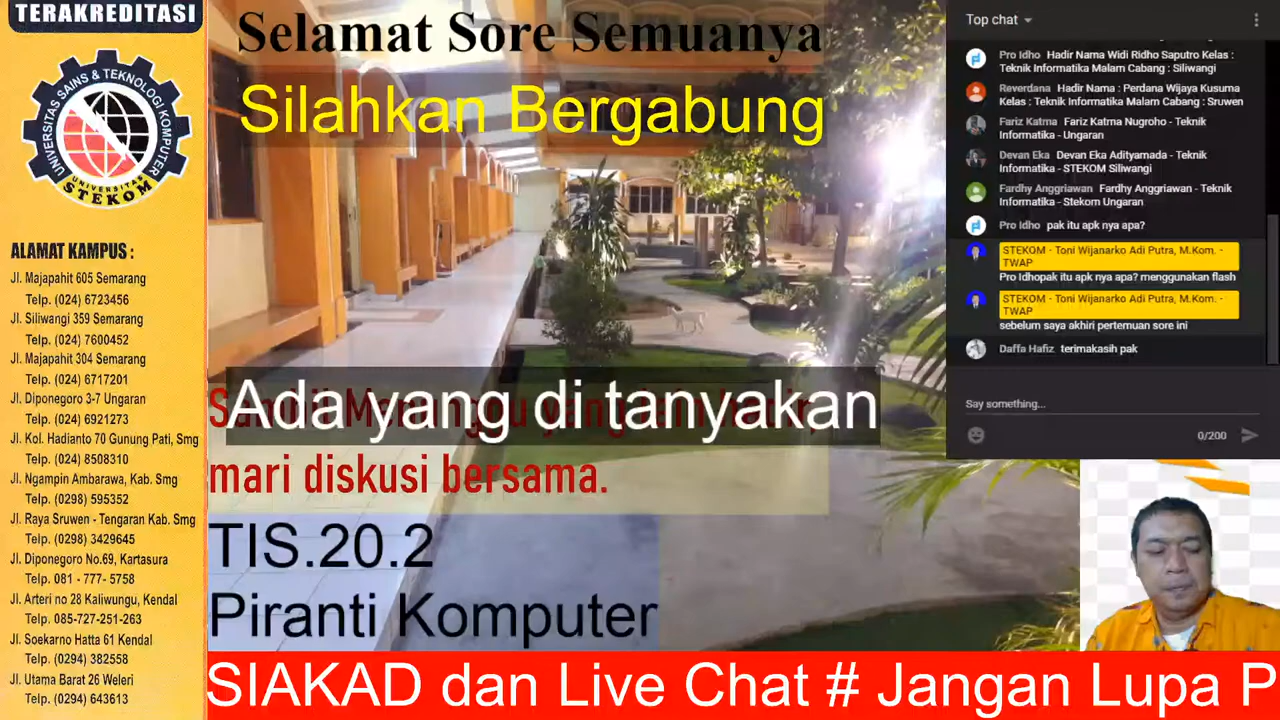 TERAKREDITASI
UNIVERSITAS SAINS & TEKNOLOGI KOMPUTER
UNIVERSITAS
STEKOM
ALAMAT KAMPUS :
Jl. Majapahit 605 Semarang
Telp. (024) 6723456
Jl. Siliwangi 359 Semarang
Telp. (024) 7600452
Jl. Majapahit 304 Semarang
Telp. (024) 6717201
Jl. Diponegoro 3-7 Ungaran
Telp. (024) 6921273
Jl. Kol. Hadianto 70 Gunung Pati, Smg
Telp. (024) 8508310
Jl. Ngampin Ambarawa, Kab. Smg
Telp. (0298) 595352
Jl. Raya Sruwen - Tengaran Kab. Smg
Telp. (0298) 3429645
Jl. Diponegoro No.69, Kartasura
Telp. 081 - 777- 5758
Jl. Arteri no 28 Kaliwungu, Kendal
Telp. 085-727-251-263
Jl. Soekarno Hatta 61 Kendal
Telp. (0294) 382558
Jl. Utama Barat 26 Weleri
Telp. (0294) 643613
Selamat Sore Semuanya
Silahkan Bergabung
Ada yang di tanyakan
mari diskusi bersama.
TIS.20.2
Piranti Komputer
SIAKAD dan Live Chat # Jangan Lupa P
Top chat
Pro Idho Hadir Nama Widi Ridho Saputro Kelas :
Teknik Informatika Malam Cabang : Siliwangi
Reverdana Hadir Nama : Perdana Wijaya Kusuma
Kelas : Teknik Informatika Malam Cabang : Sruwen
Fariz Katma Fariz Katma Nugroho - Teknik
Informatika - Ungaran
Devan Eka Devan Eka Adityamada - Teknik
Informatika - STEKOM Siliwangi
Fardhy Anggriawan Fardhy Anggriawan - Teknik
Informatika - Stekom Ungaran
Pro Idho pak itu apk nya apa?
STEKOM - Toni Wijanarko Adi Putra, M.Kom. -
TWAP
Pro Idhopak itu apk nya apa? menggunakan flash
STEKOM - Toni Wijanarko Adi Putra, M.Kom. -
TWAP
sebelum saya akhiri pertemuan sore ini
Daffa Hafiz terimakasih pak
Say something...
0/200